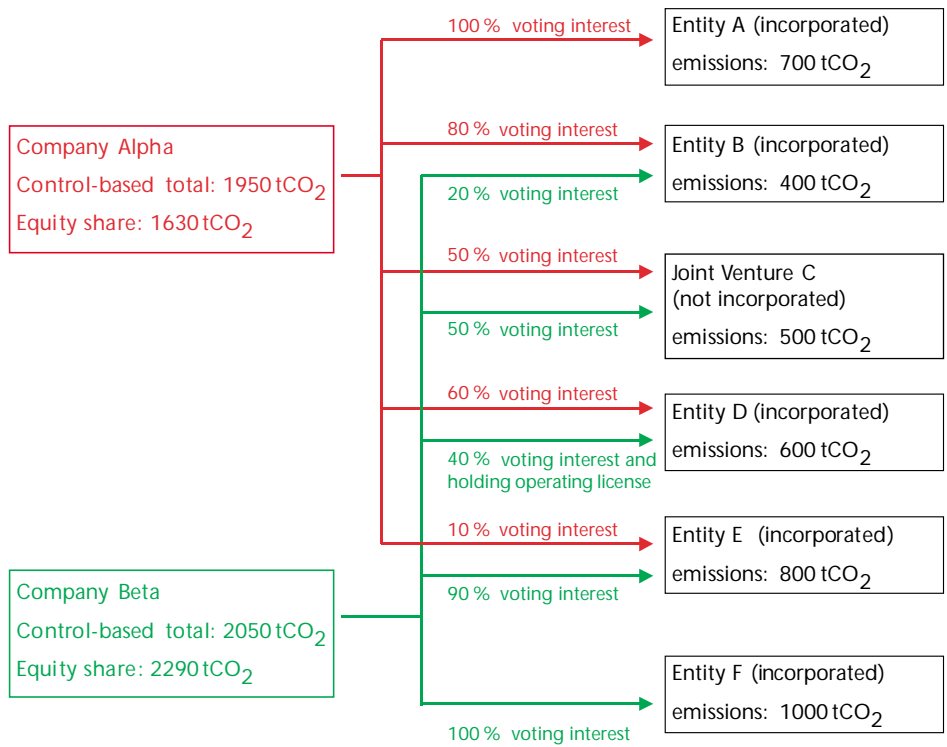 100 % voting interest
Entity A (incorporated)
emissions: 700 tCO2
Company Alpha
Control-based total: 1950 tCO2
Equity share: 1630 tCO2
80 % voting interest
20 % voting interest
Entity B (incorporated)
emissions: 400 tCO2
50 % voting interest
50 % voting interest
Joint Venture C
(not incorporated)
emissions: 500 tCO2
60 % voting interest
40 % voting interest and
holding operating license
Entity D (incorporated)
emissions: 600 tCO2
10 % voting interest
90 % voting interest
Entity E (incorporated)
emissions: 800 tCO2
Company Beta
Control-based total: 2050 tCO2
Equity share: 2290 tCO2
100 % voting interest
Entity F (incorporated)
emissions: 1000 tCO2